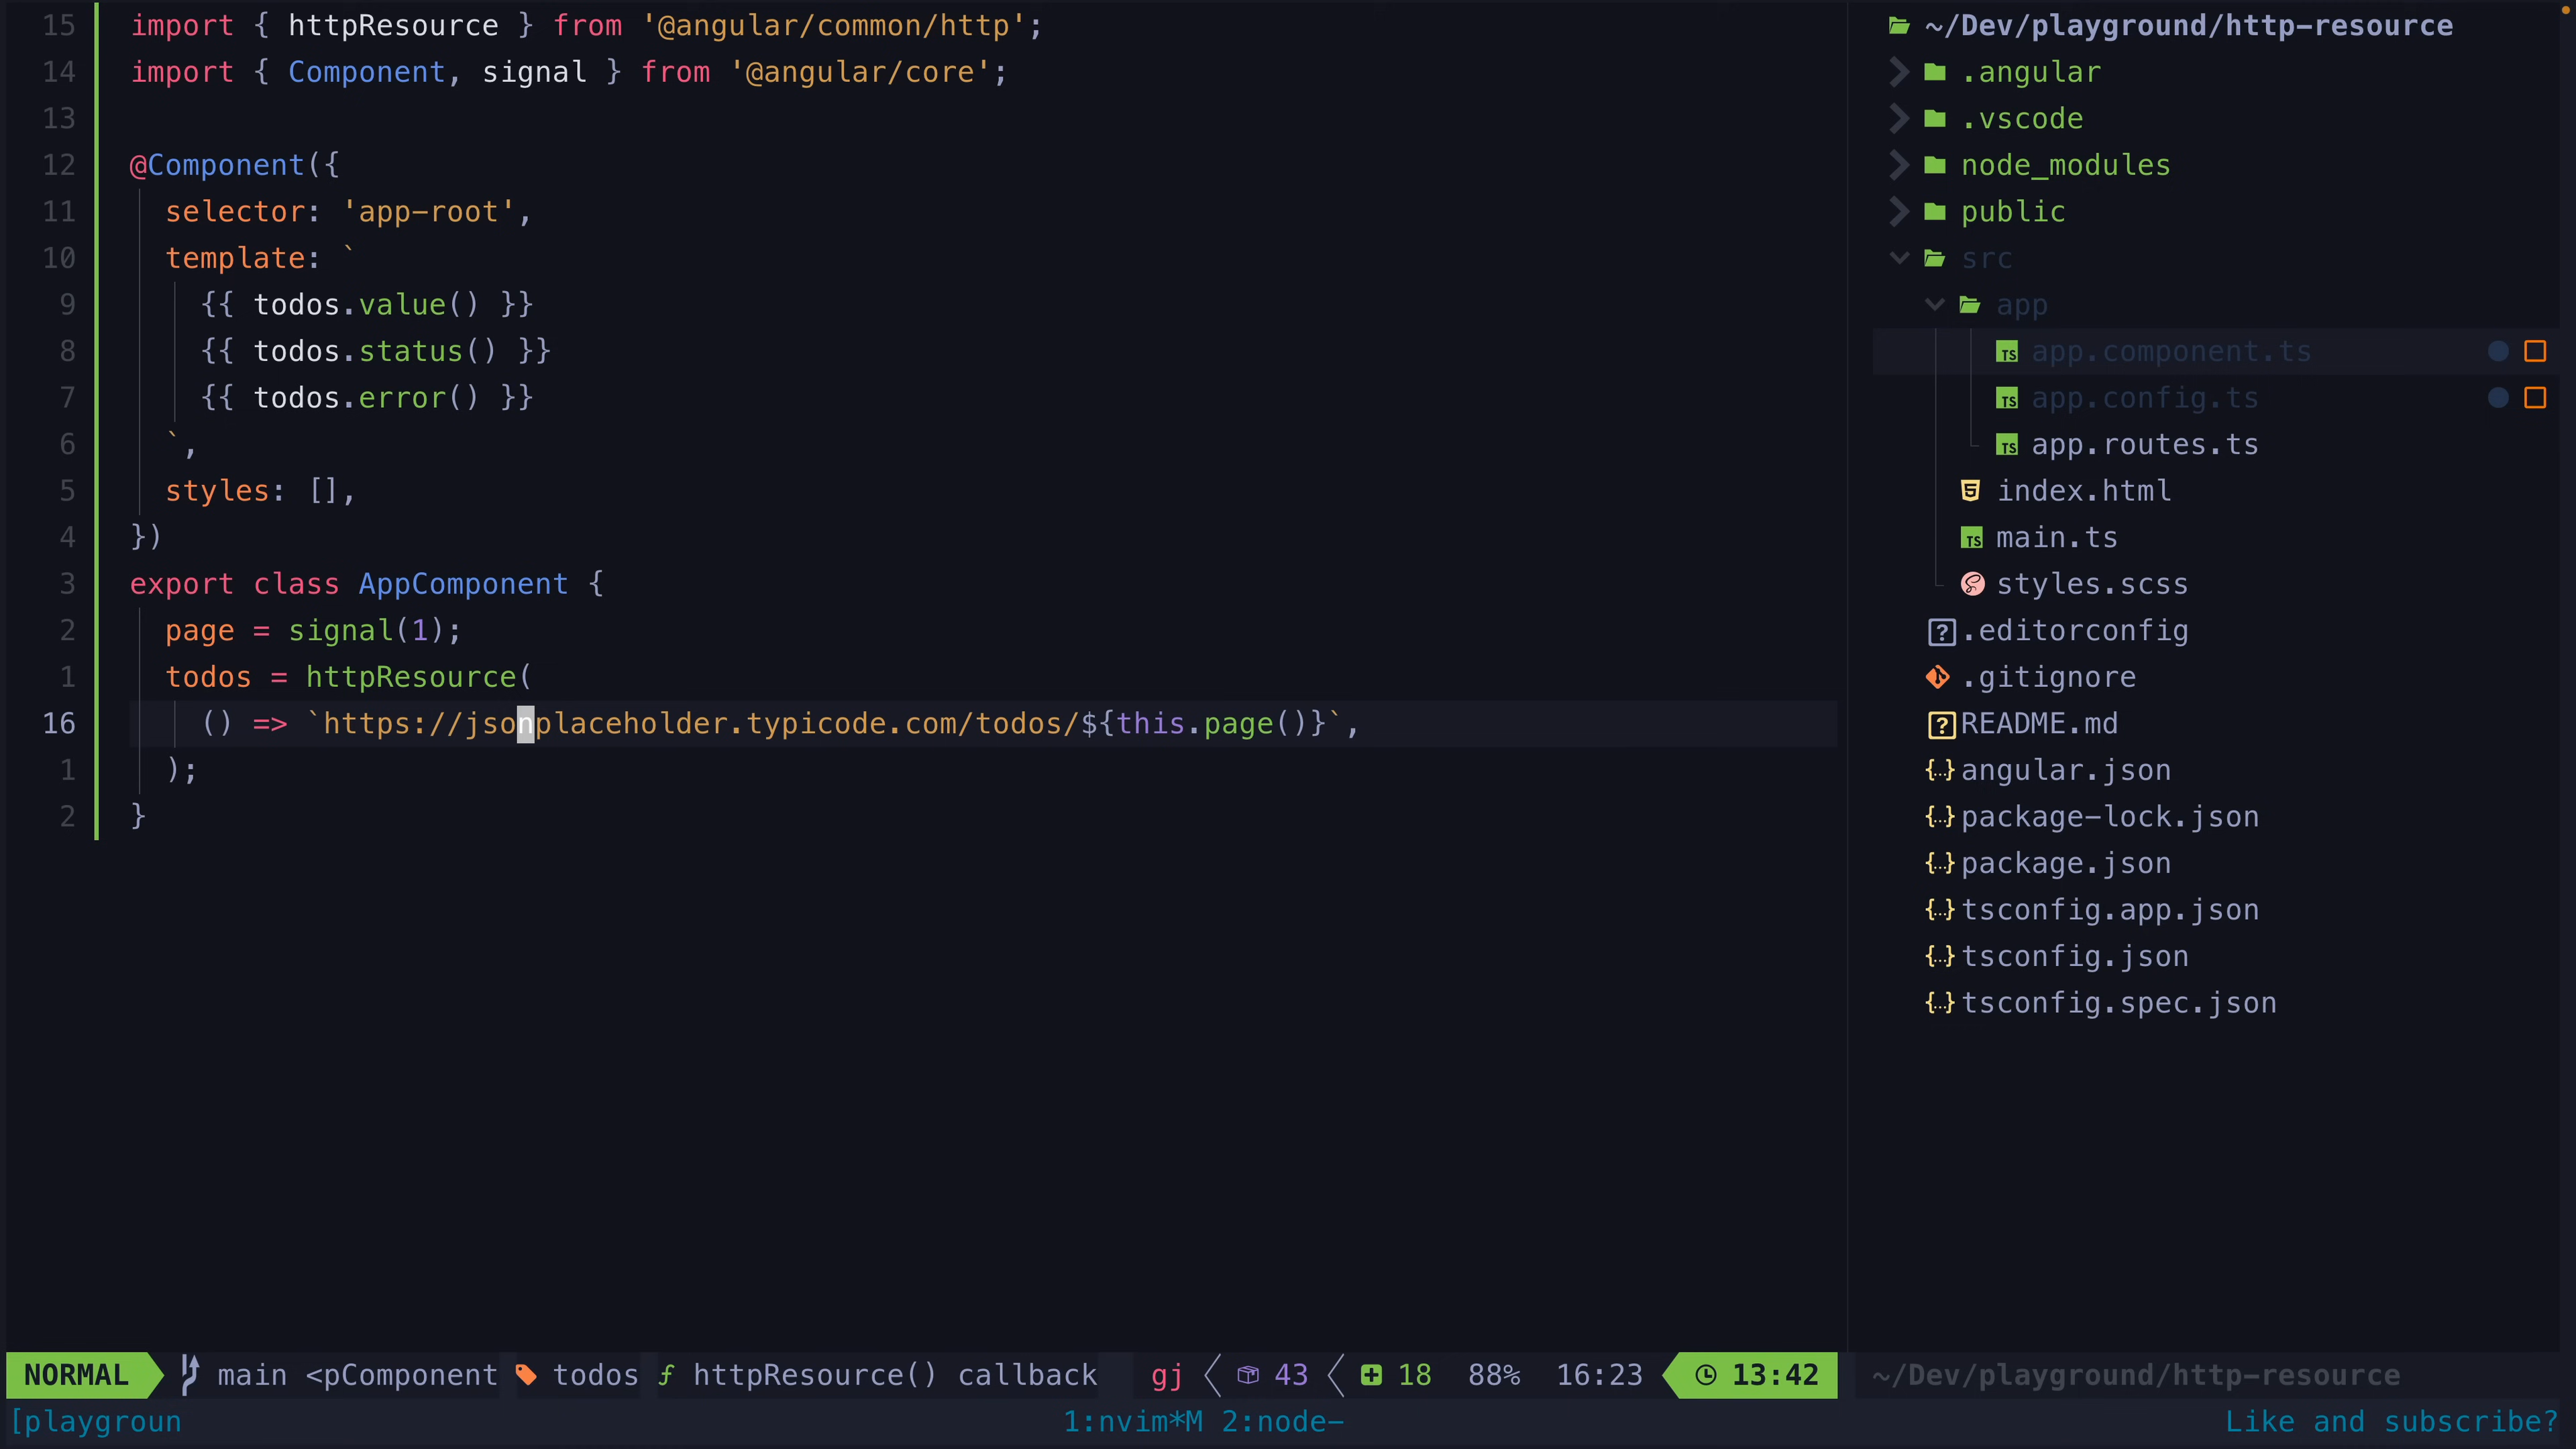 15 import { httpResource } from '@angular/common/http';
14 import { Component, signal } from '@angular/core';
13
12 @Component({
11   selector: 'app-root',
10   template: `
9     {{ todos.value() }}
8     {{ todos.status() }}
7     {{ todos.error() }}
6   `,
5   styles: [],
4 })
3 export class AppComponent {
2   page = signal(1);
1   todos = httpResource(
16     () => `https://jsonplaceholder.typicode.com/todos/${this.page()}`,
1   );
2 }
~/Dev/playground/http-resource
.angular
.vscode
node_modules
public
src
app
TS app.component.ts
TS app.config.ts
TS app.routes.ts
5 index.html
TS main.ts
styles.scss
? .editorconfig
.gitignore
? README.md
{..} angular.json
{..} package-lock.json
{..} package.json
{..} tsconfig.app.json
{..} tsconfig.json
{..} tsconfig.spec.json
NORMAL main <pComponent todos f httpResource() callback gj 43 18 88% 16:23 13:42
~/Dev/playground/http-resource
[playgroun 1:nvim*M 2:node- Like and subscribe?